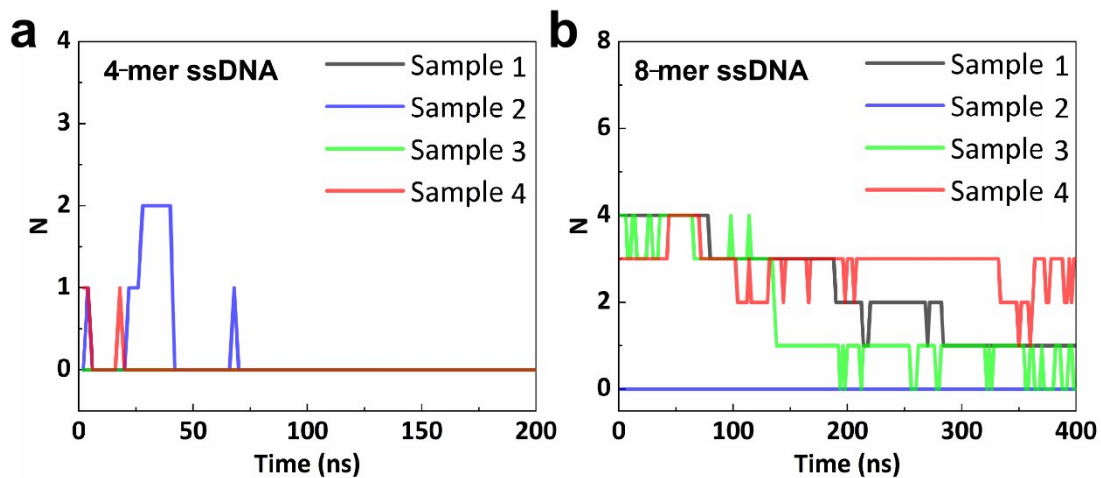 a
4-mer ssDNA
Sample 1
Sample 2
Sample 3
Sample 4
4
3
2
1
0
N
0 50 100 150 200
Time (ns)
b
8-mer ssDNA
Sample 1
Sample 2
Sample 3
Sample 4
8
6
4
2
0
N
0 100 200 300 400
Time (ns)